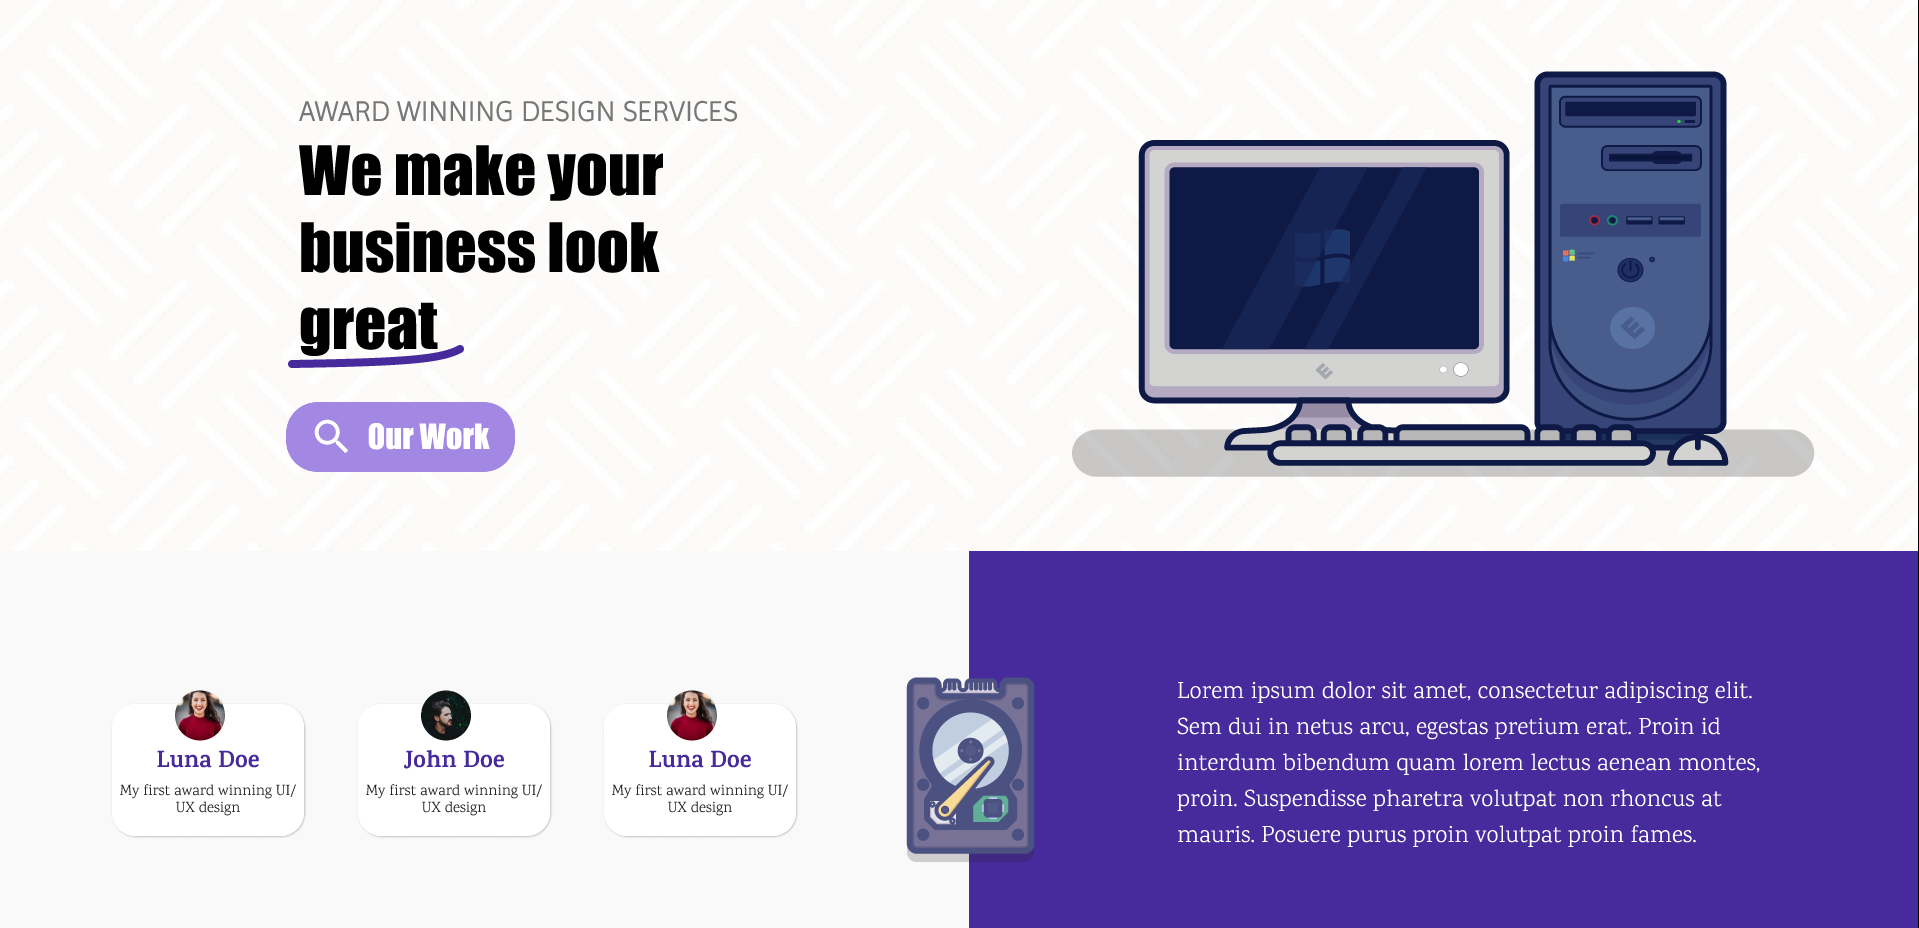 AWARD WINNING DESIGN SERVICES
We make your
business look
great
Our Work
Luna Doe
My first award winning UI/
UX design
John Doe
My first award winning UI/
UX design
Luna Doe
My first award winning UI/
UX design
Lorem ipsum dolor sit amet, consectetur adipiscing elit.
Sem dui in netus arcu, egestas pretium erat. Proin id
interdum bibendum quam lorem lectus aenean montes,
proin. Suspendisse pharetra volutpat non rhoncus at
mauris. Posuere purus proin volutpat proin fames.